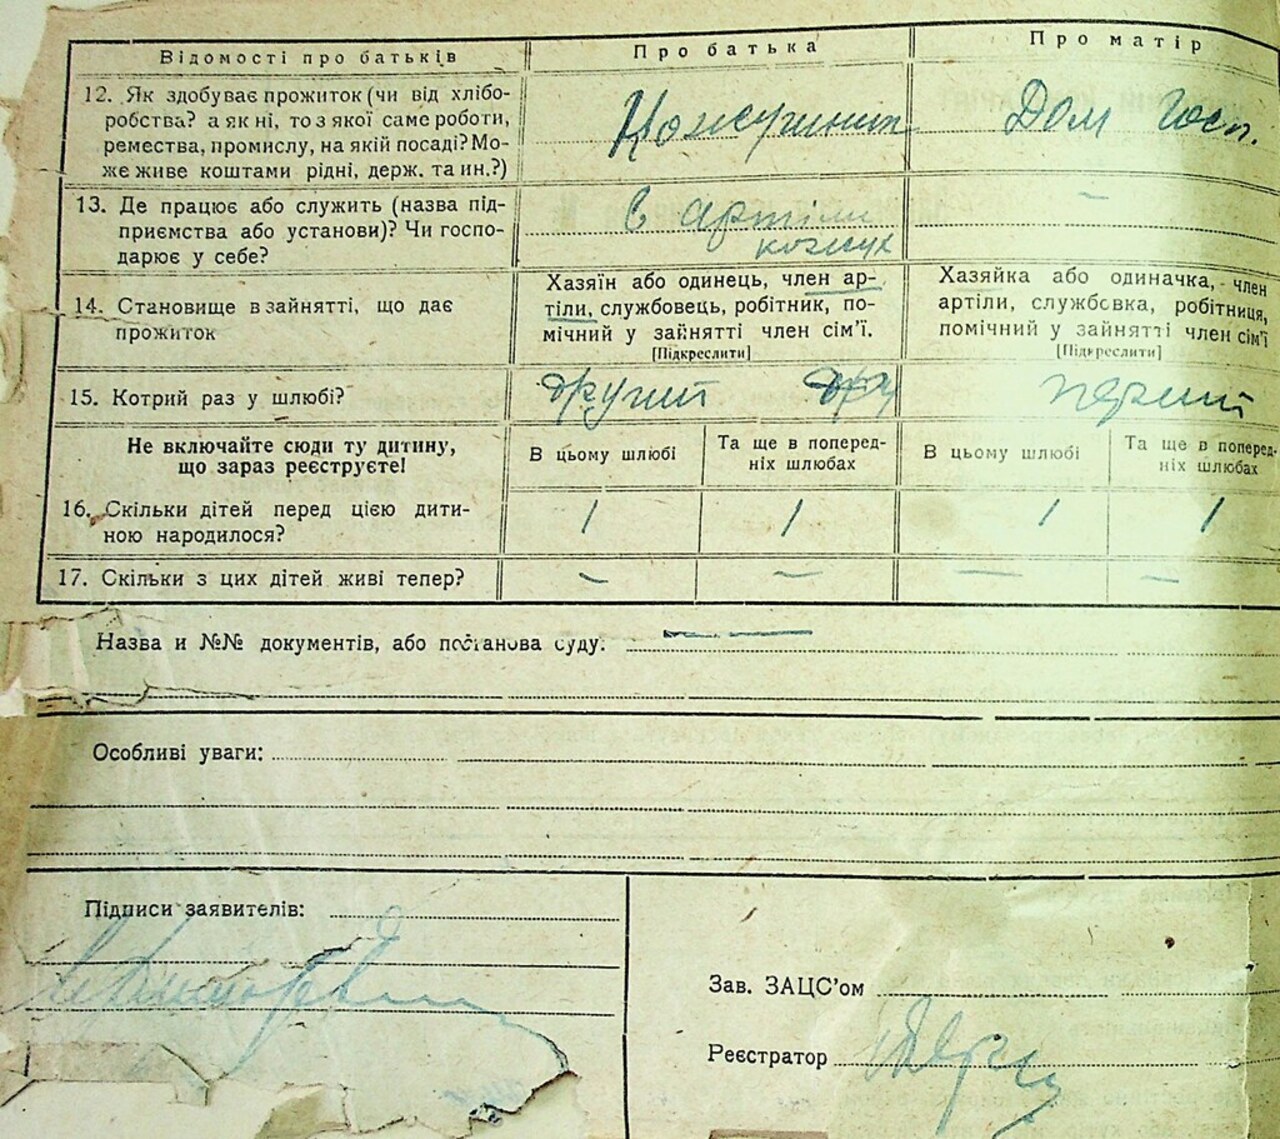 Відомості про батьків
Про батька
Про матір
12. Як здобуває прожиток (чи від хлібо-
робства? а як ні, то з якої саме роботи,
ремества, промислу, на якій посаді? Мо-
же живе коштами рідні, держ. та ин.?)
Дом Госп.
13. Де працює або служить (назва під-
приємства або установи)? Чи госпо-
дарює у себе?
в артіли
кожух
—
14. Становище в зайнятті, що дає
прожиток
Хазяїн або одинець, член ар-
тіли, службовець, робітник, по-
мічний у зайнятті член сім’ї.
[Підкреслити]
Хазяйка або одиначка, член
артіли, службовка, робітниця,
помічний у зайнятті член сім’ї
[Підкреслити]
15. Котрий раз у шлюбі?
другий
дру
перший
Не включайте сюди ту дитину,
що зараз реєструєте!
В цьому шлюбі
Та ще в поперед-
ніх шлюбах
В цьому шлюбі
Та ще в поперед-
ніх шлюбах
16. Скільки дітей перед цією дити-
ною народилося?
1
1
1
1
17. Скільки з цих дітей живі тепер?
—
—
—
—
Назва и №№ документів, або постанова суду:
Особливі уваги:
Підписи заявителів:
Зав. ЗАЦС’ом
Реєстратор